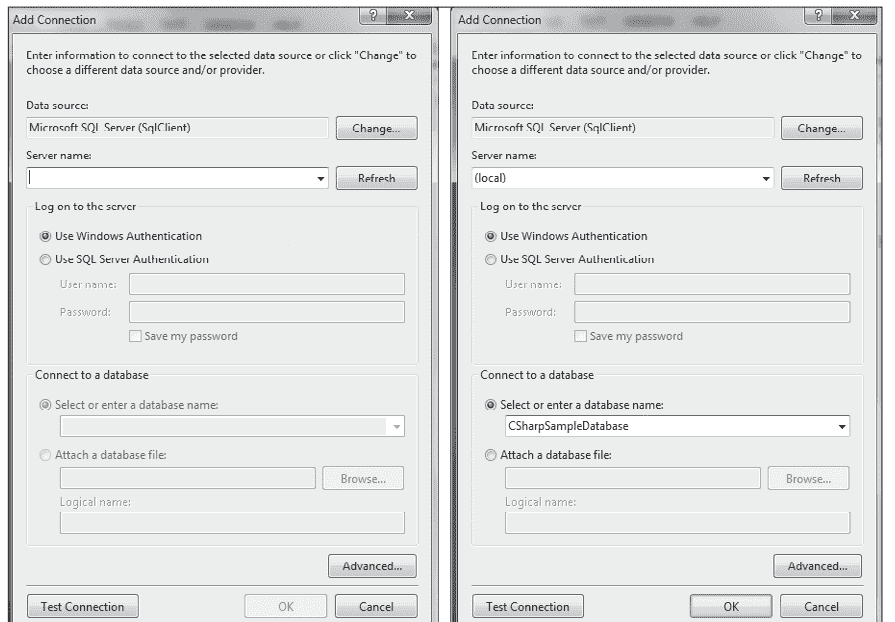 Add Connection
Enter information to connect to the selected data source or click "Change" to
choose a different data source and/or provider.
Data source:
Microsoft SQL Server (SqlClient)
Change...
Server name:
Refresh
Log on to the server
Use Windows Authentication
Use SQL Server Authentication
User name:
Password:
Save my password
Connect to a database
Select or enter a database name:
Attach a database file:
Browse...
Logical name:
Advanced...
Test Connection
OK
Cancel
Add Connection
Enter information to connect to the selected data source or click "Change" to
choose a different data source and/or provider.
Data source:
Microsoft SQL Server (SqlClient)
Change...
Server name:
(local)
Refresh
Log on to the server
Use Windows Authentication
Use SQL Server Authentication
User name:
Password:
Save my password
Connect to a database
Select or enter a database name:
CSharpSampleDatabase
Attach a database file:
Browse...
Logical name:
Advanced...
Test Connection
OK
Cancel